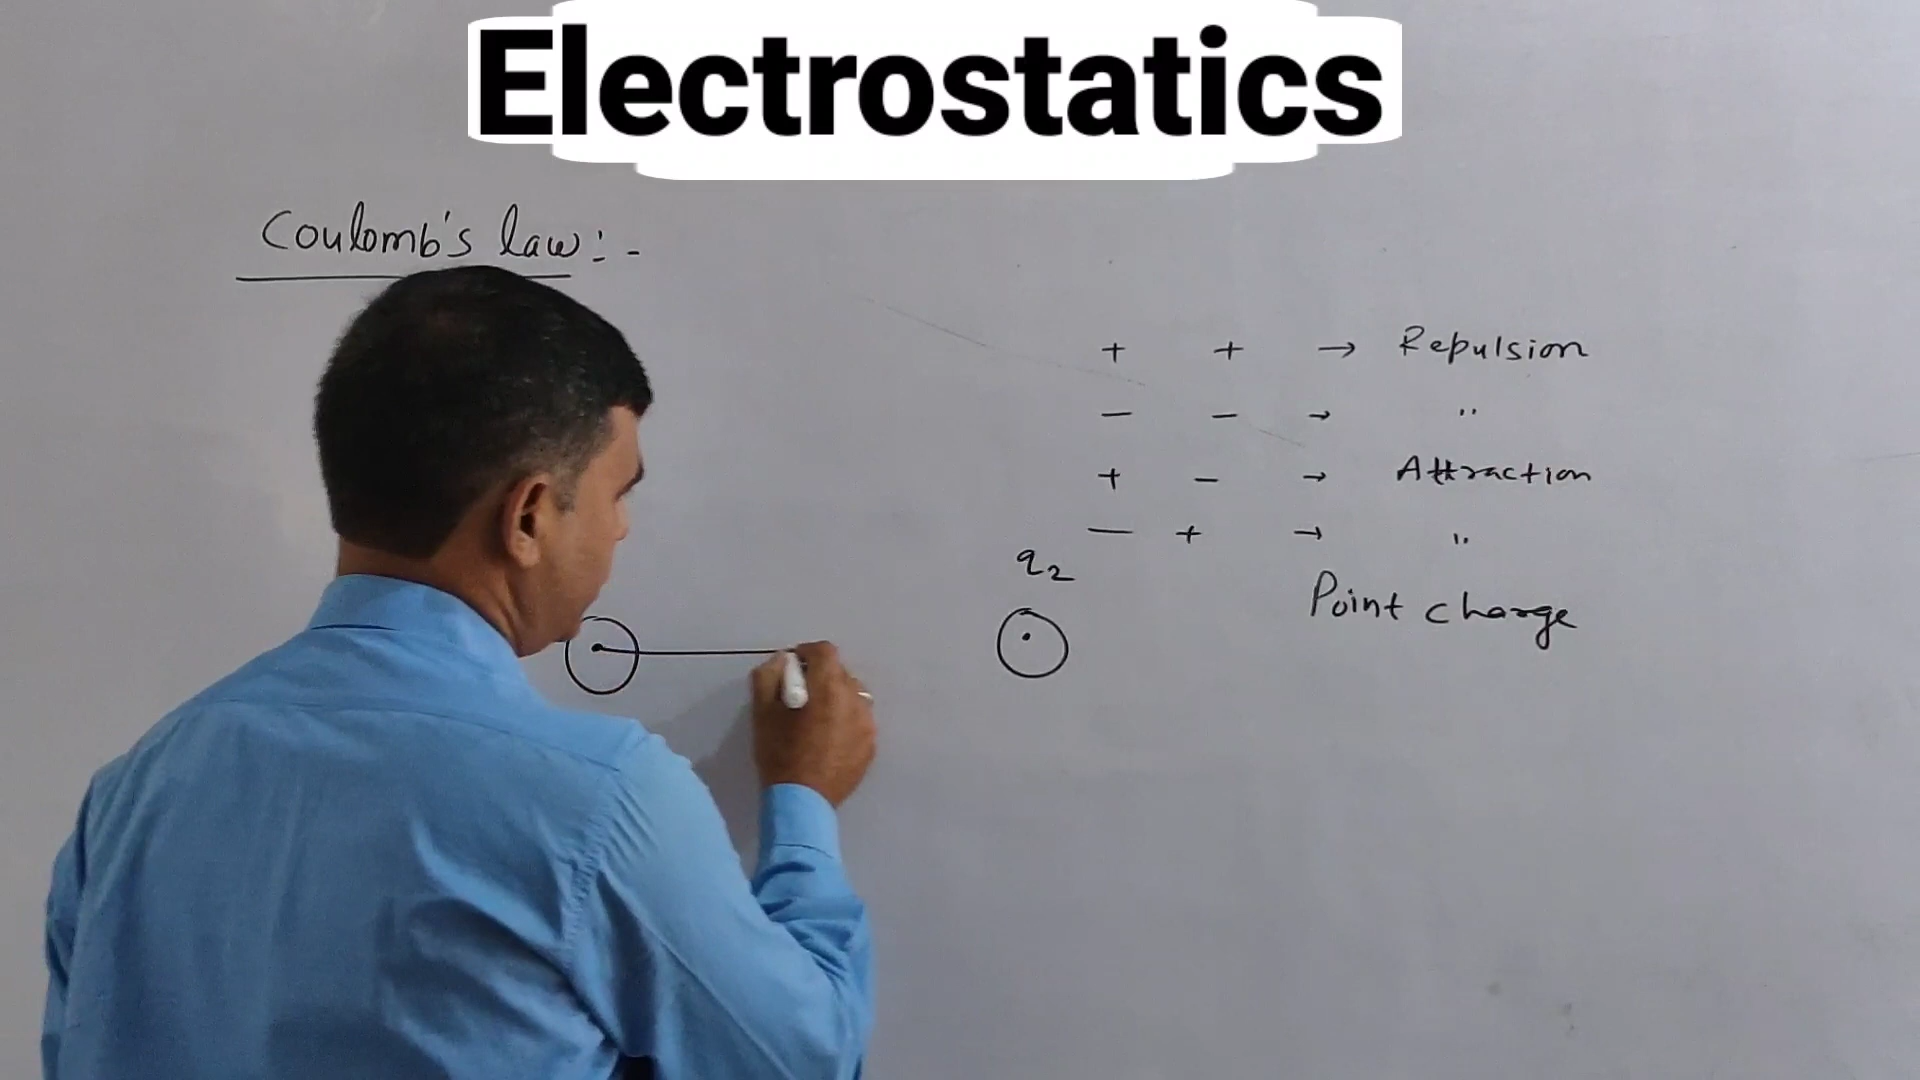 Electrostatics
Coulomb's law:-
+ + → Repulsion
− − → "
+ − → Attraction
− + → "
q2
Point charge